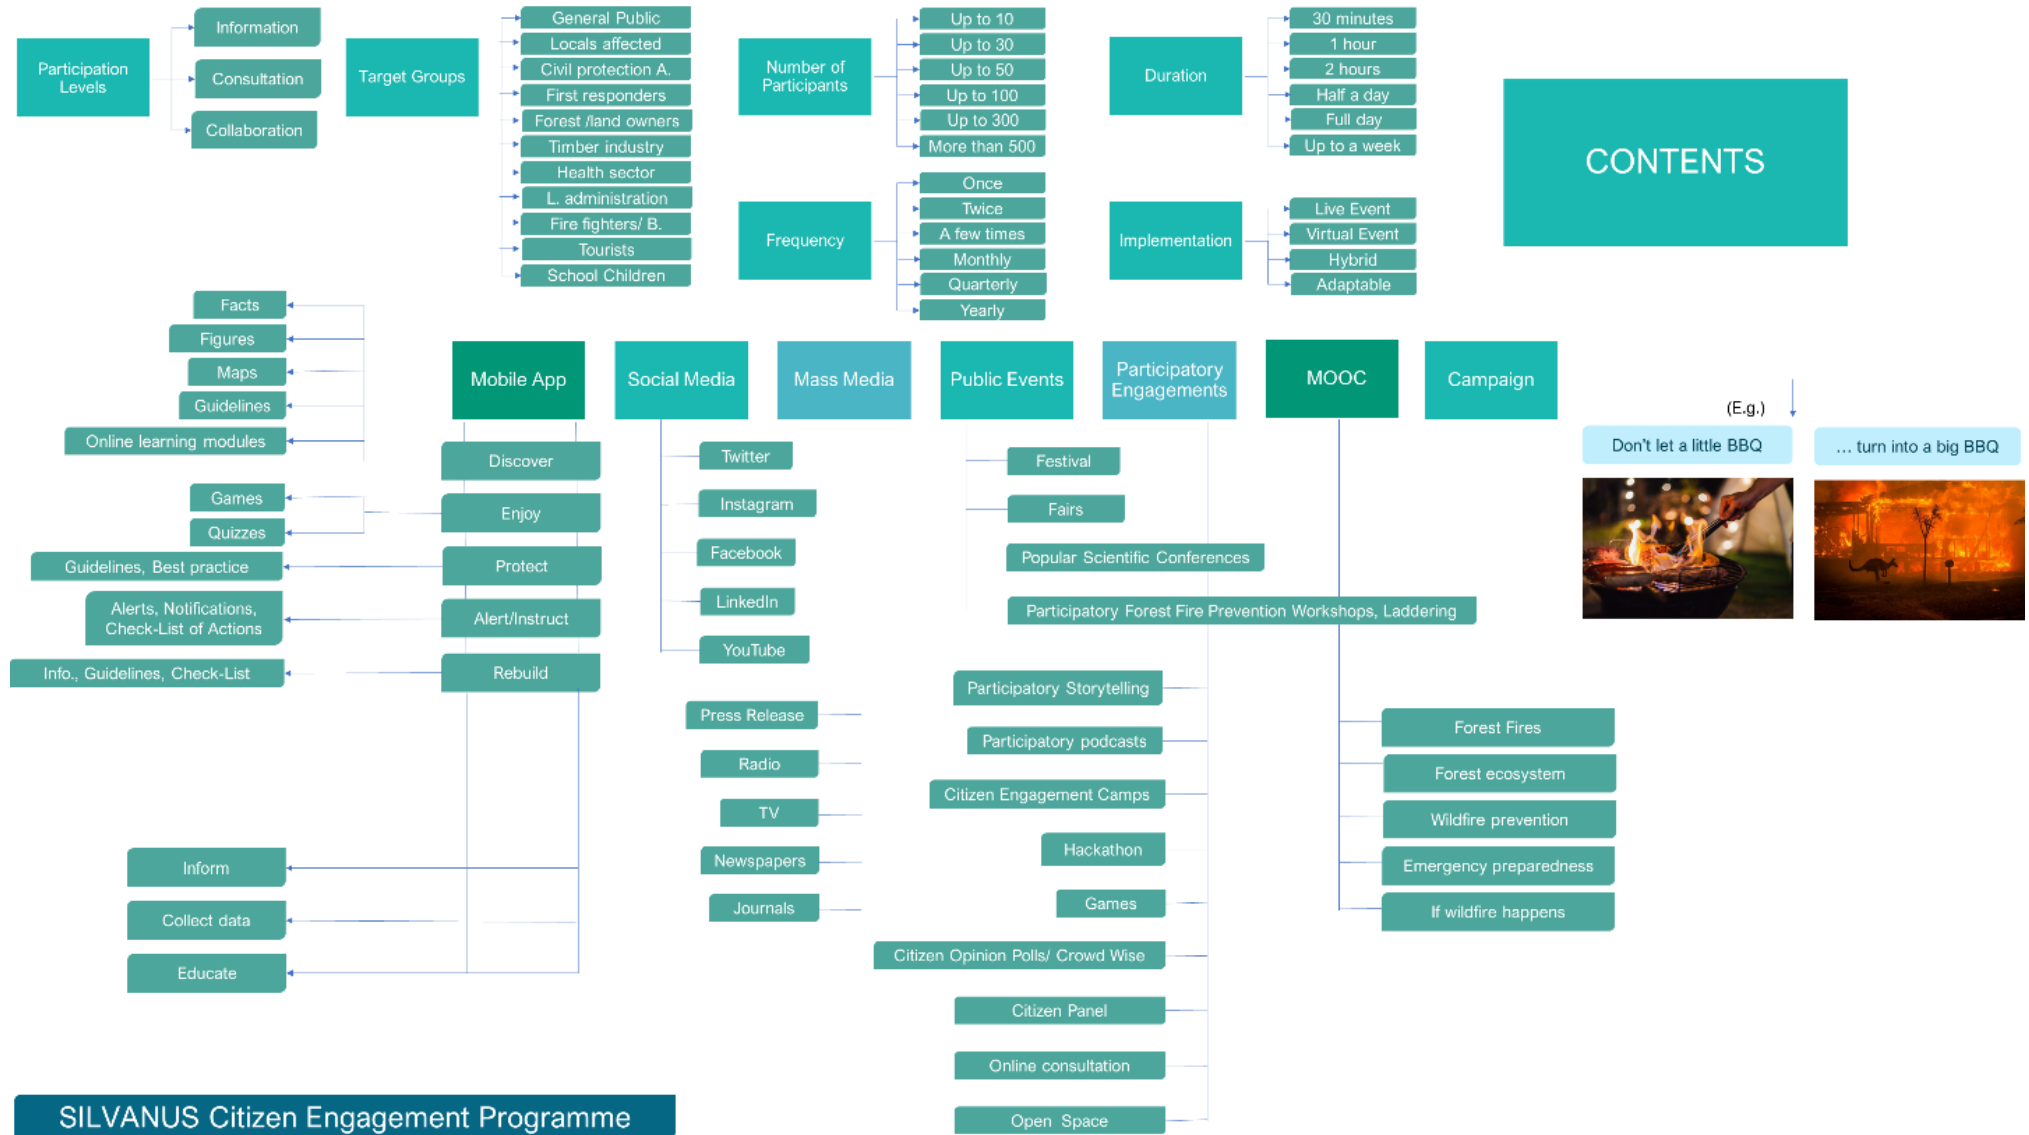 Participation
Levels
Information
Consultation
Collaboration
Target Groups
General Public
Locals affected
Civil protection A.
First responders
Forest /land owners
Timber industry
Health sector
L. administration
Fire fighters/ B.
Tourists
School Children
Number of
Participants
Up to 10
Up to 30
Up to 50
Up to 100
Up to 300
More than 500
Frequency
Once
Twice
A few times
Monthly
Quarterly
Yearly
Duration
30 minutes
1 hour
2 hours
Half a day
Full day
Up to a week
Implementation
Live Event
Virtual Event
Hybrid
Adaptable
CONTENTS
Facts
Figures
Maps
Guidelines
Online learning modules
Games
Quizzes
Guidelines, Best practice
Alerts, Notifications,
Check-List of Actions
Info., Guidelines, Check-List
Mobile App
Discover
Enjoy
Protect
Alert/Instruct
Rebuild
Inform
Collect data
Educate
Social Media
Twitter
Instagram
Facebook
LinkedIn
YouTube
Mass Media
Press Release
Radio
TV
Newspapers
Journals
Public Events
Festival
Fairs
Popular Scientific Conferences
Participatory Forest Fire Prevention Workshops, Laddering
Participatory
Engagements
Participatory Storytelling
Participatory podcasts
Citizen Engagement Camps
Hackathon
Games
Citizen Opinion Polls/ Crowd Wise
Citizen Panel
Online consultation
Open Space
MOOC
Forest Fires
Forest ecosystem
Wildfire prevention
Emergency preparedness
If wildfire happens
Campaign
(E.g.)
Don't let a little BBQ
... turn into a big BBQ
SILVANUS Citizen Engagement Programme